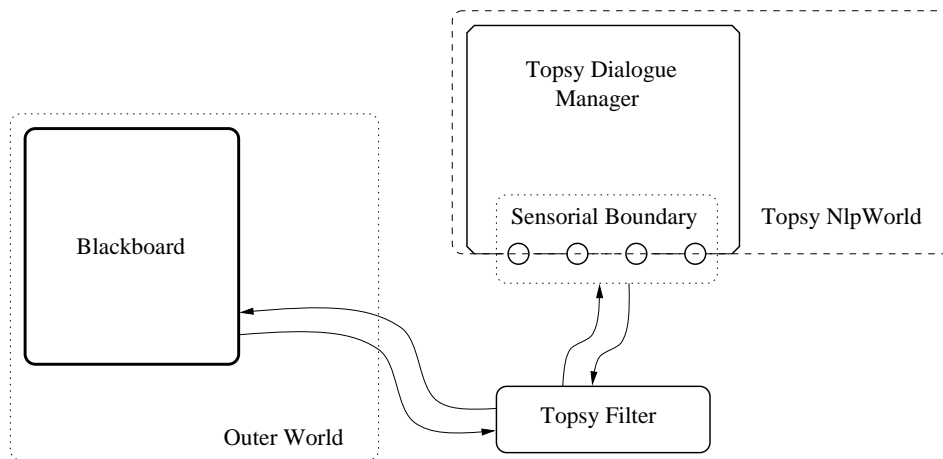 Topsy Dialogue
Manager
Sensorial Boundary
Topsy NlpWorld
Blackboard
Topsy Filter
Outer World